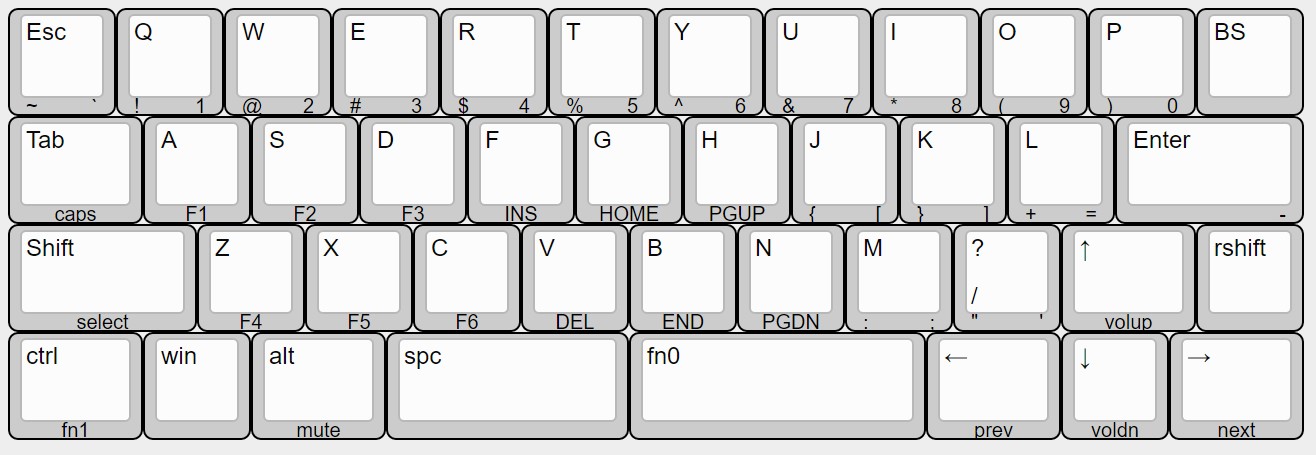 Esc Q W E R T Y U I O P BS
~ ` ! 1 @ 2 # 3 $ 4 % 5 ^ 6 & 7 * 8 ( 9 ) 0
Tab A S D F G H J K L Enter
caps F1 F2 F3 INS HOME PGUP { [ } ] + = -
Shift Z X C V B N M ? ↑ rshift
/
select F4 F5 F6 DEL END PGDN : ; " ' volup
ctrl win alt spc fn0 ← ↓ →
fn1 mute prev voldn next